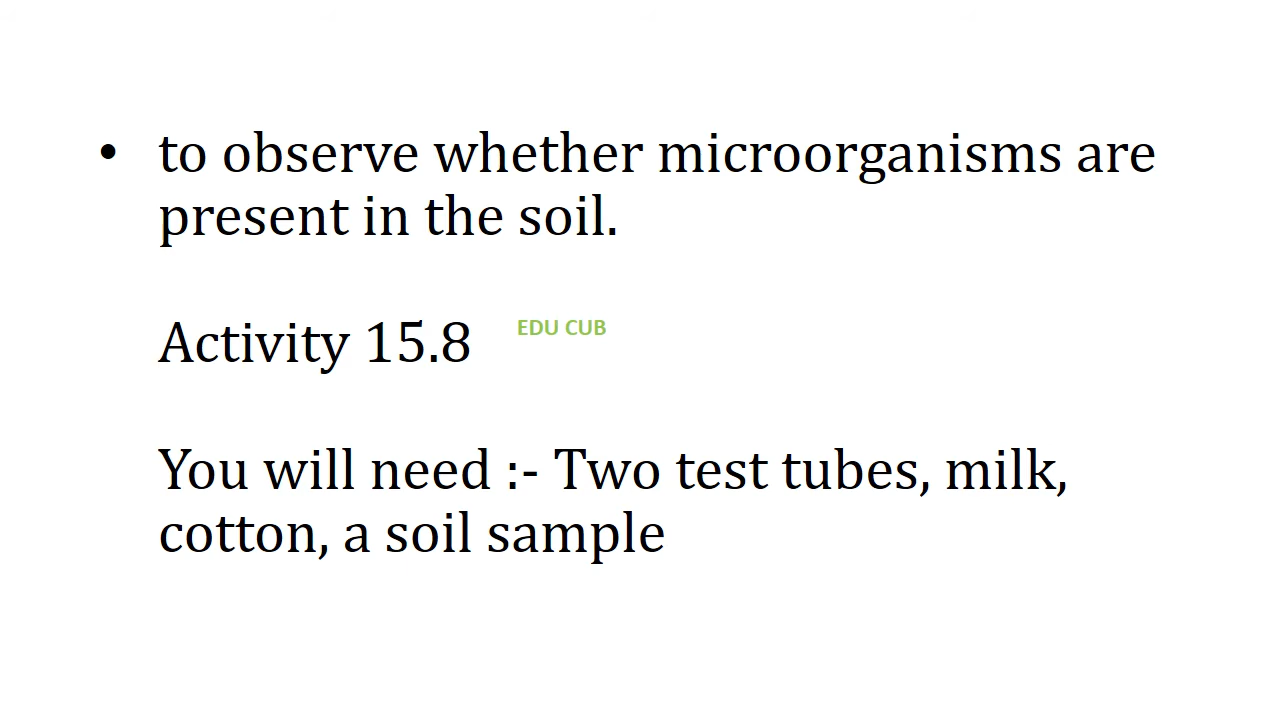 • to observe whether microorganisms are
present in the soil.
Activity 15.8
EDU CUB
You will need :- Two test tubes, milk,
cotton, a soil sample